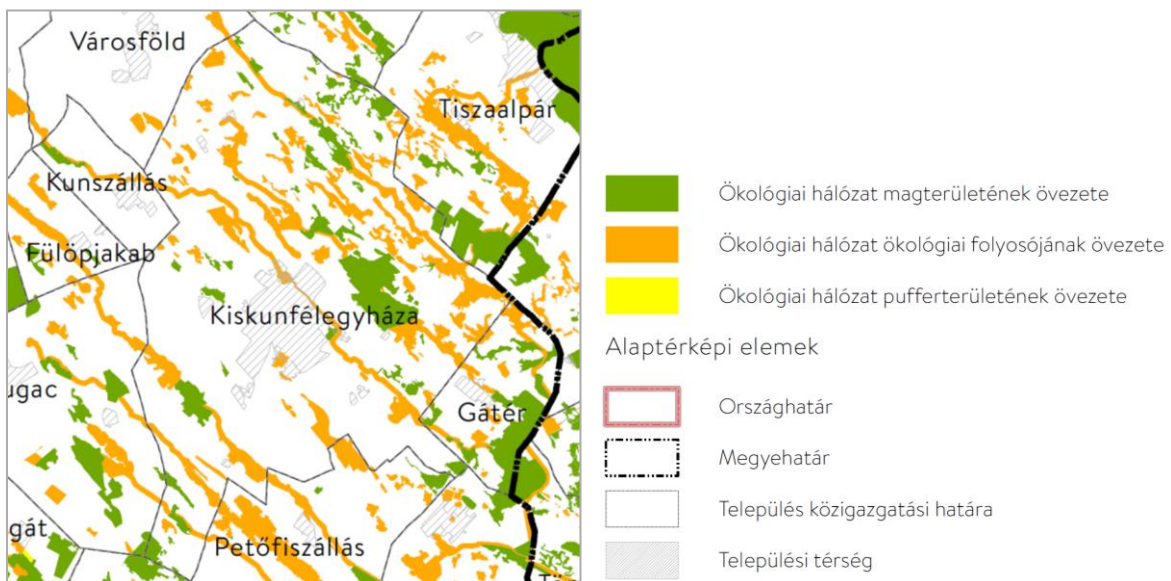 Városföld
Tiszaalpár
Kunszállás
Fülöpjakab
Kiskunfélegyháza
ugac
Gátér
gát
Petőfiszállás
Ökológiai hálózat magterületének övezete
Ökológiai hálózat ökológiai folyosójának övezete
Ökológiai hálózat pufferterületének övezete
Alaptérképi elemek
Országhatár
Megyehatár
Település közigazgatási határa
Települési térség